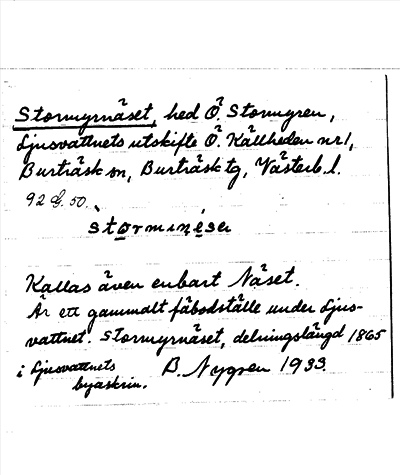 Stormyrnäset, hed Ö. Stormyren,
Ljusvattnets utskifte Ö. Källheden nr 1,
Burträsk sn, Burträsk tg, Västerb. l.
92 G. 50.
Kallas även enbart Näset.
Är ett gammalt fäbodställe under Ljus-
vattnet. Stormyrnäset, delningslängd 1865
i Ljusvattnets
byaskrin.
B. Nygren 1933.